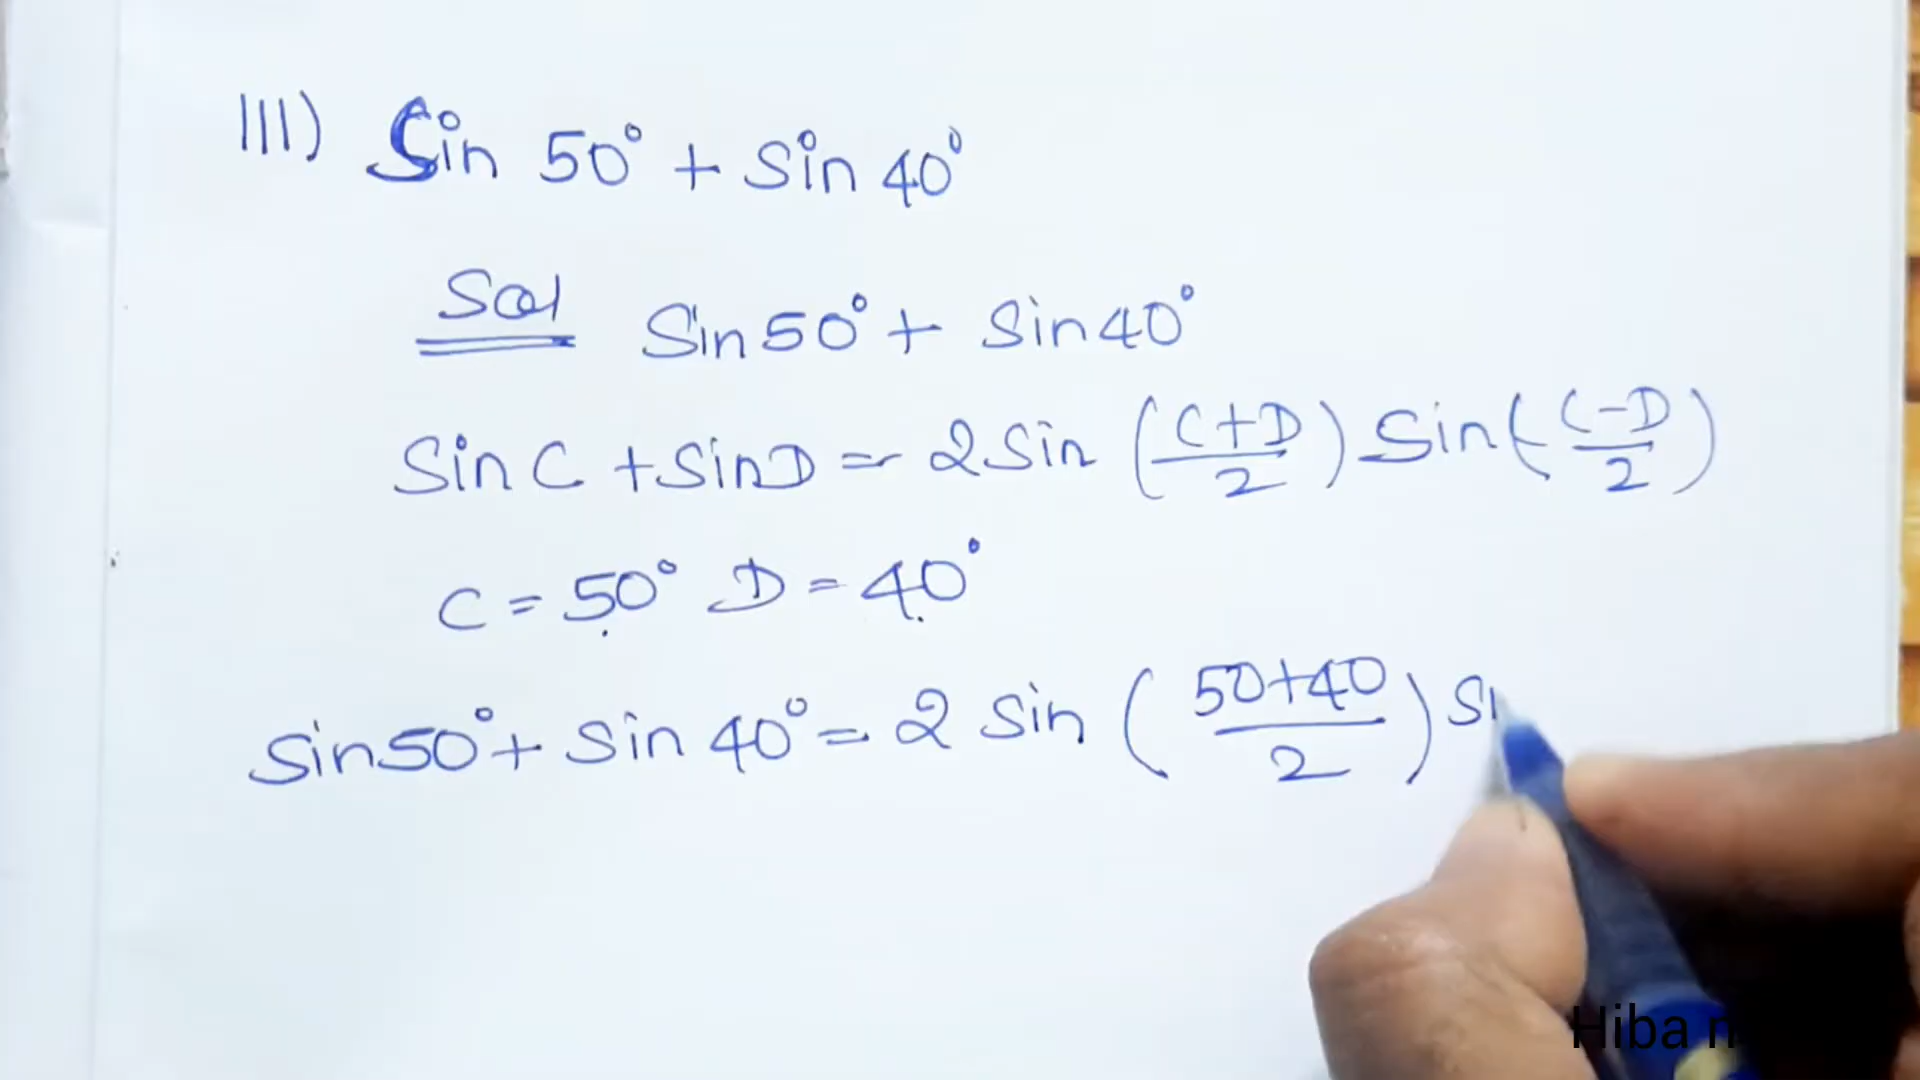 III) Sin 50° + Sin 40°
Sol Sin 50° + Sin 40°
Sin C + Sin D = 2 Sin (C+D/2) Sin (C-D/2)
C = 50° D = 40°
Sin 50° + Sin 40° = 2 Sin (50+40/2) Si
Hiba